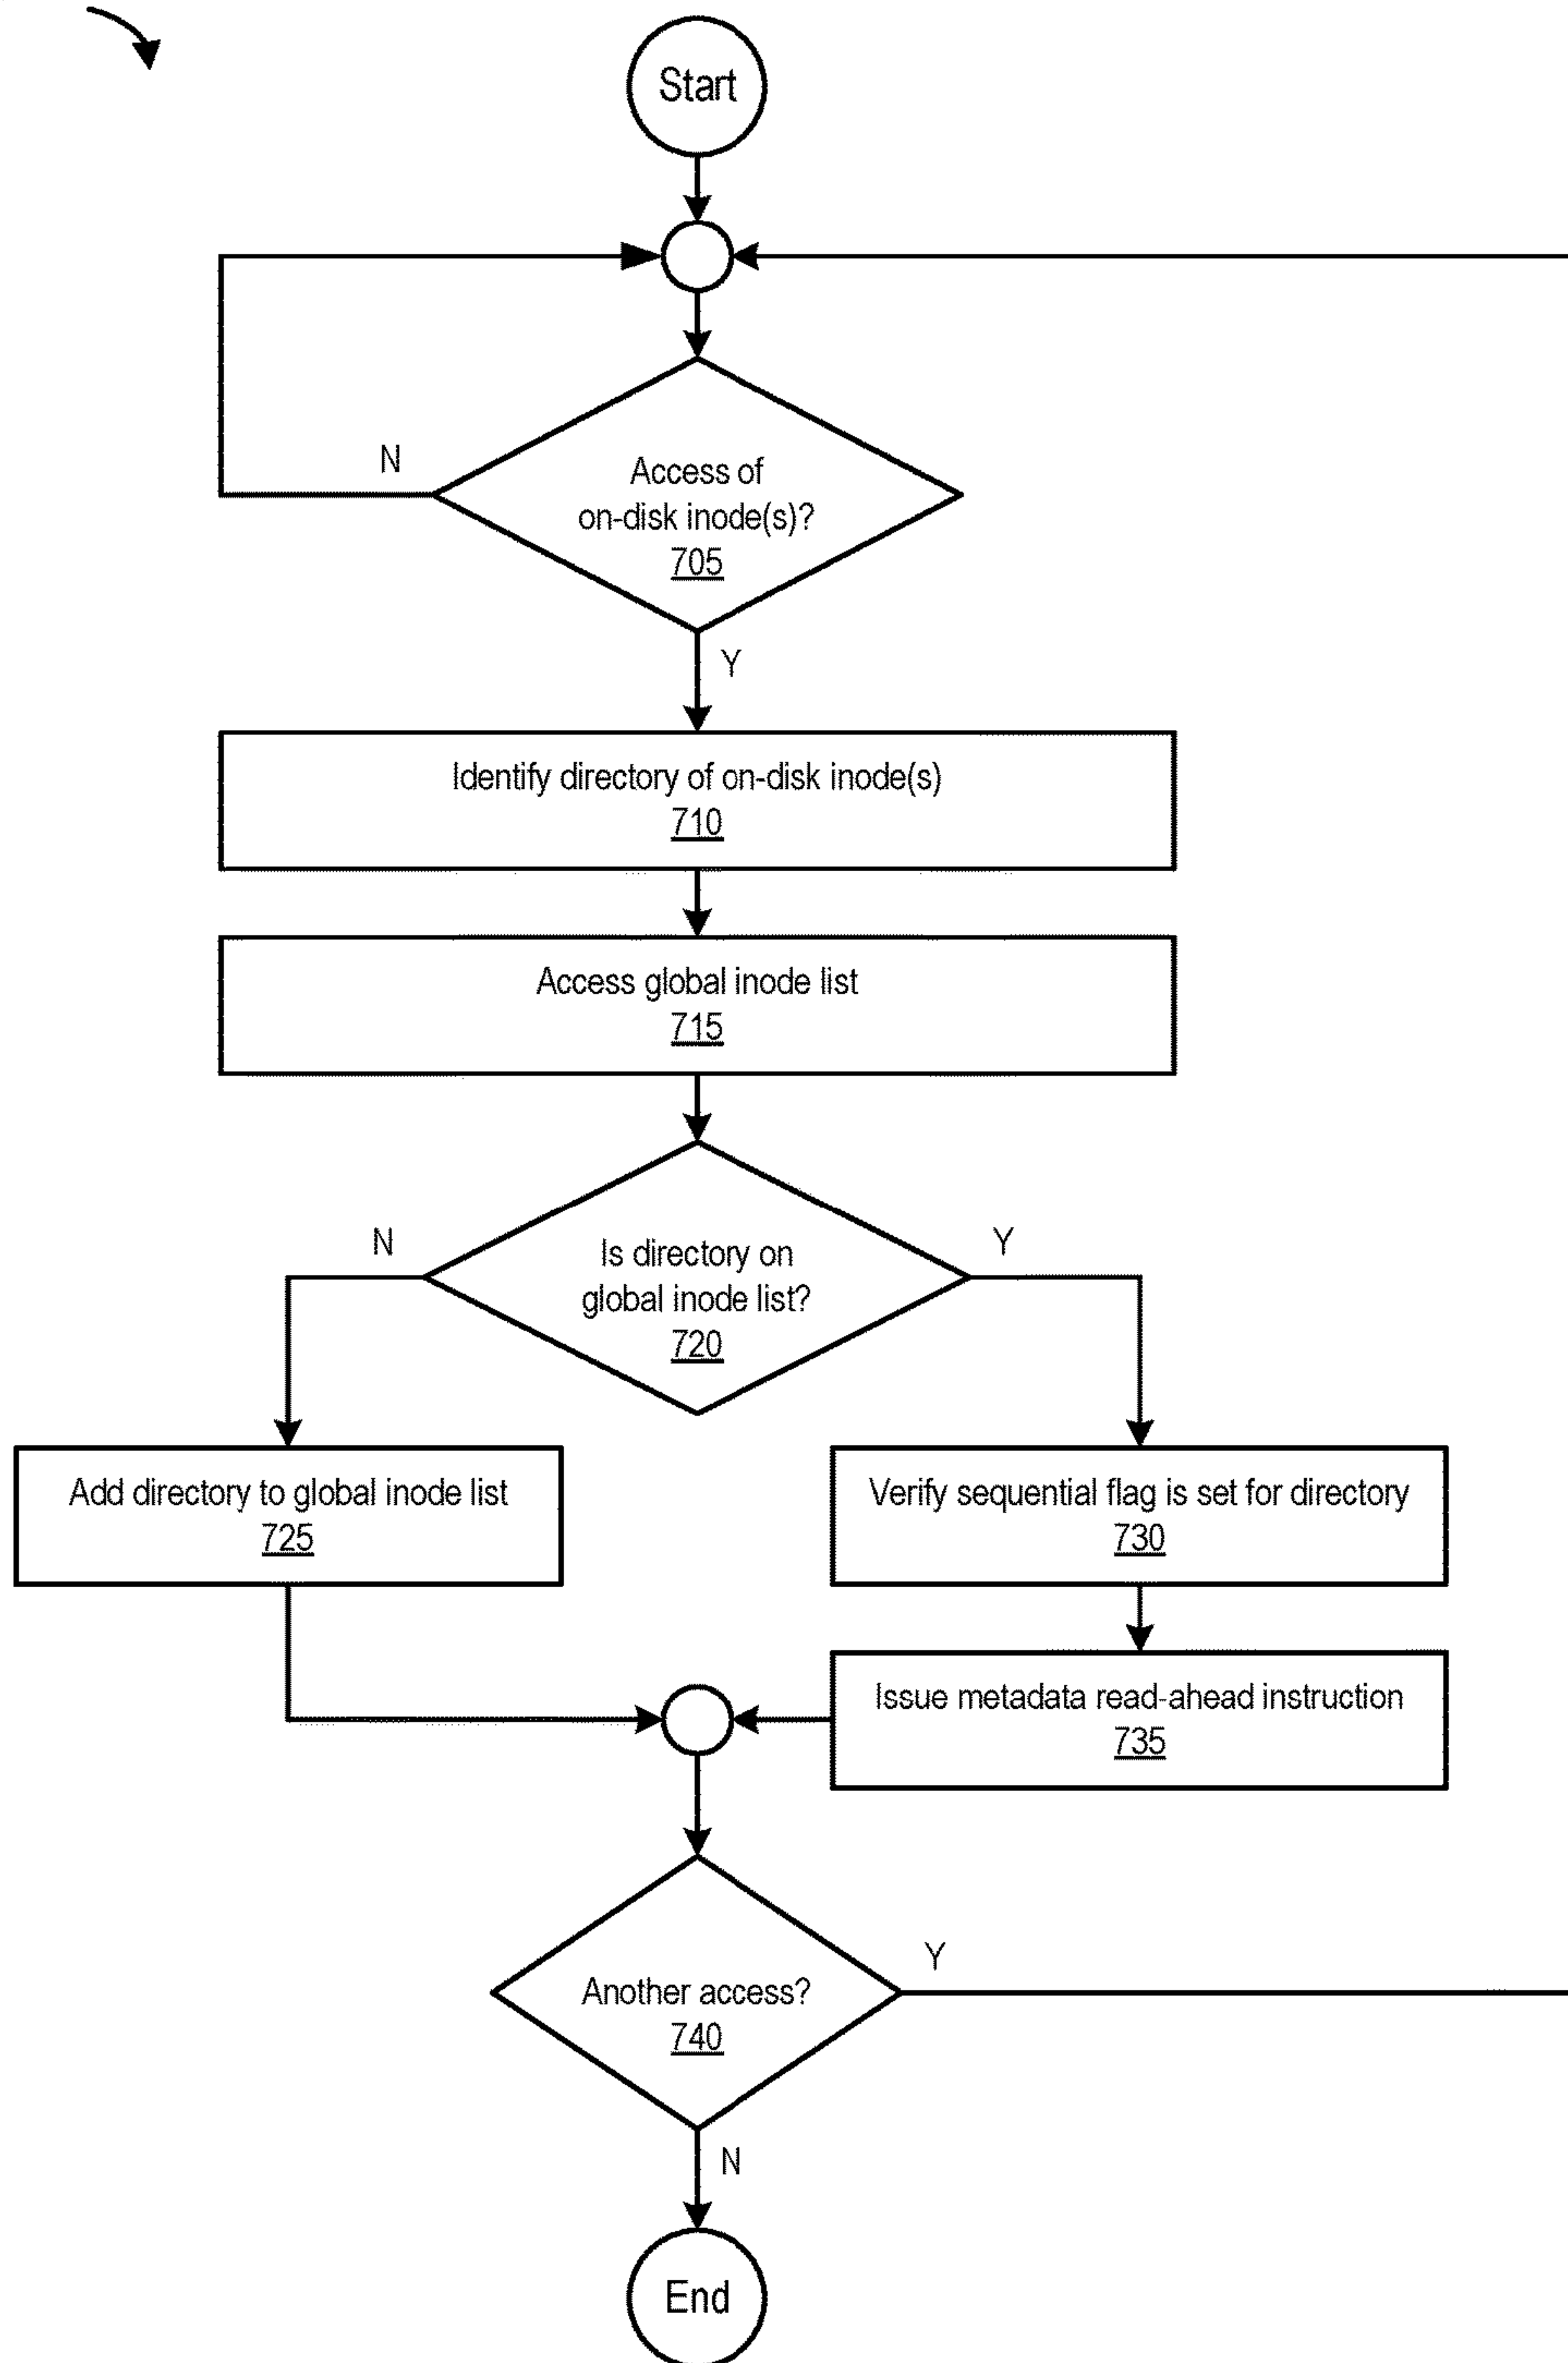 Start
N
Access of
on-disk inode(s)?
705
Y
Identify directory of on-disk inode(s)
710
Access global inode list
715
N
Y
Is directory on
global inode list?
720
Add directory to global inode list
725
Verify sequential flag is set for directory
730
Issue metadata read-ahead instruction
735
Y
Another access?
740
N
End